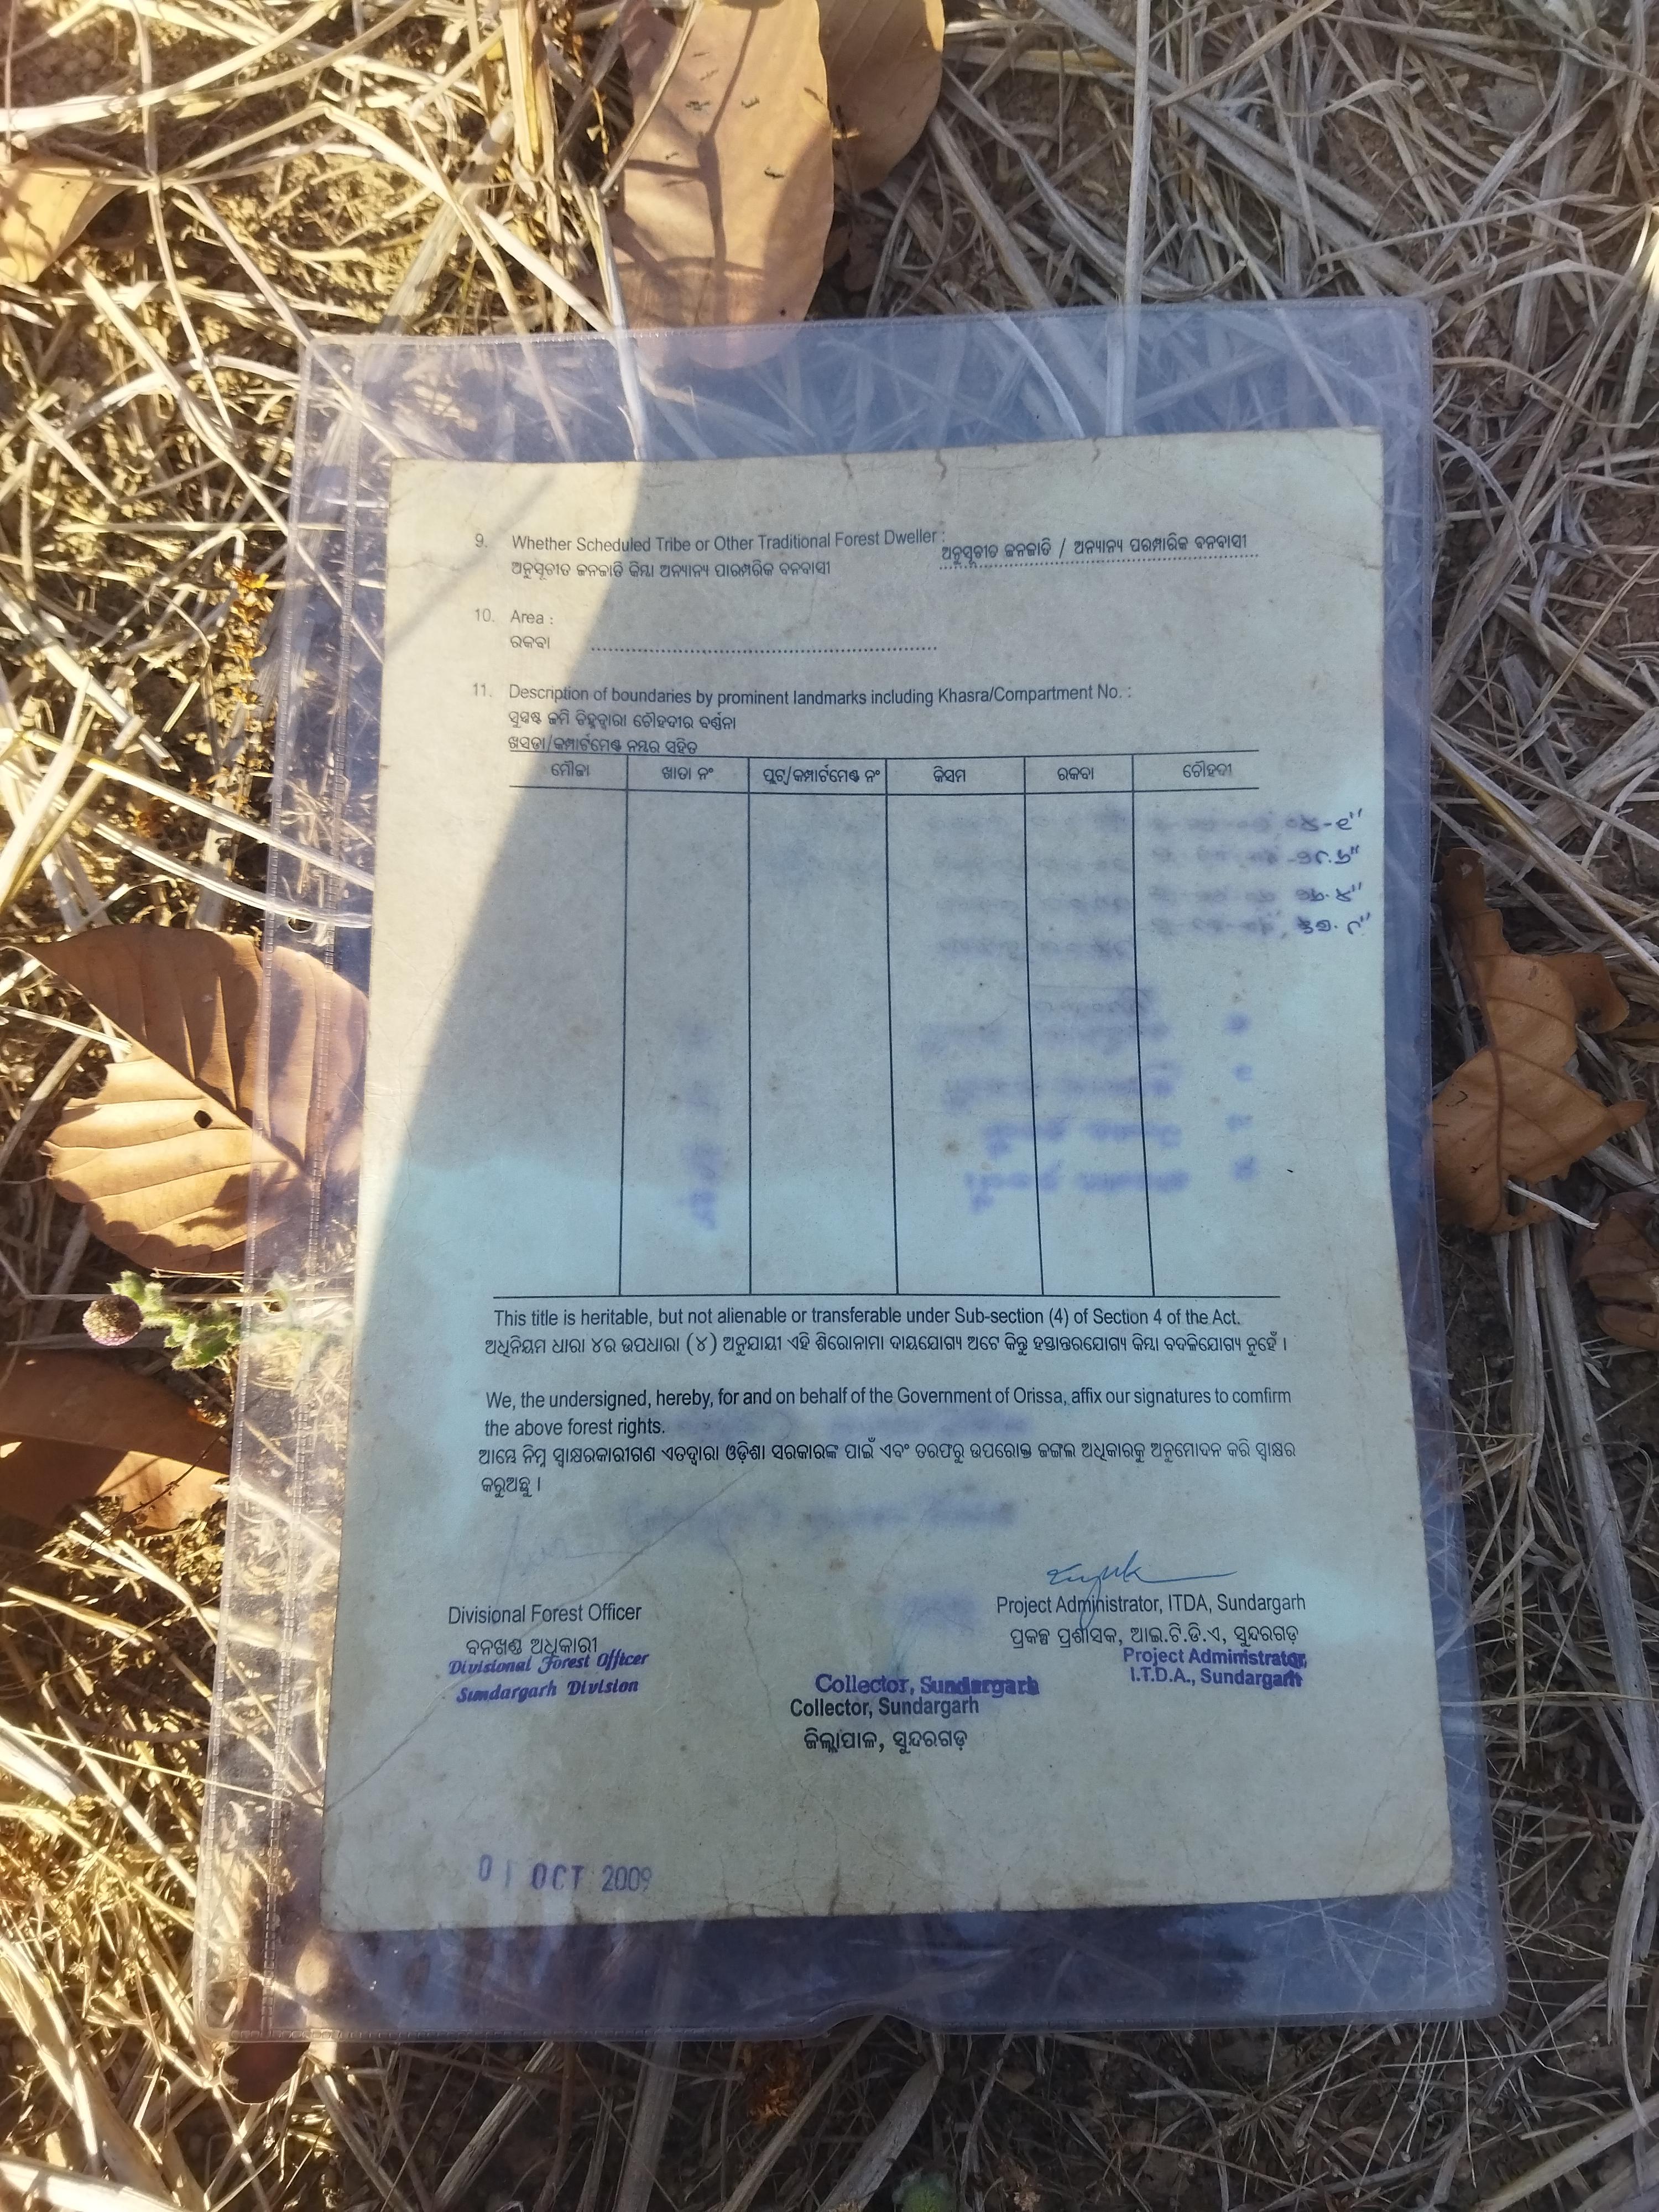 9. Whether Scheduled Tribe or Other Traditional Forest Dweller : ଅନୁସୂଚୀତ ଜନଜାତି / ଅନ୍ୟାନ୍ୟ ପରମ୍ପାରିକ ବନବାସୀ
ଅନୁସୂଚୀତ ଜନଜାତି କିମ୍ବା ଅନ୍ୟାନ୍ୟ ପାରମ୍ପରିକ ବନବାସୀ
10. Area :
ରକବା
11. Description of boundaries by prominent landmarks including Khasra/Compartment No. :
ସୁସ୍ପଷ୍ଟ ଜମି ଚିହ୍ନଦ୍ୱାରା ଚୌହଦୀର ବର୍ଣ୍ଣନା
ଖସଡା/କମ୍ପାର୍ଟମେଣ୍ଟ ନମ୍ବର ସହିତ
ମୌଜା ଖାତା ନଂ ପ୍ଲଟ୍/କମ୍ପାର୍ଟମେଣ୍ଟ ନଂ କିସମ ରକବା ଚୌହଦୀ
This title is heritable, but not alienable or transferable under Sub-section (4) of Section 4 of the Act.
ଅଧିନିୟମ ଧାରା ୪ର ଉପଧାରା (୪) ଅନୁଯାୟୀ ଏହି ଶିରୋନାମା ଦାୟଯୋଗ୍ୟ ଅଟେ କିନ୍ତୁ ହସ୍ତାନ୍ତରଯୋଗ୍ୟ କିମ୍ବା ବଦଳିଯୋଗ୍ୟ ନୁହେଁ ।
We, the undersigned, hereby, for and on behalf of the Government of Orissa, affix our signatures to comfirm
the above forest rights.
ଆମ୍ଭେ ନିମ୍ନ ସ୍ୱାକ୍ଷରକାରୀଗଣ ଏତଦ୍ଦ୍ୱାରା ଓଡ଼ିଶା ସରକାରଙ୍କ ପାଇଁ ଏବଂ ତରଫରୁ ଉପରୋକ୍ତ ଜଙ୍ଗଲ ଅଧିକାରକୁ ଅନୁମୋଦନ କରି ସ୍ୱାକ୍ଷର
କରୁଅଛୁ ।
Divisional Forest Officer
ବନଖଣ୍ଡ ଅଧିକାରୀ
Divisional Forest Officer
Sundargarh Division
Collector, Sundargarh
Collector, Sundargarh
ଜିଲ୍ଲାପାଳ, ସୁନ୍ଦରଗଡ଼
Project Administrator, ITDA, Sundargarh
ପ୍ରକଳ୍ପ ପ୍ରଶାସକ, ଆଇ.ଟି.ଡି.ଏ, ସୁନ୍ଦରଗଡ଼
Project Administrator,
I.T.D.A., Sundargarh
01 OCT 2009